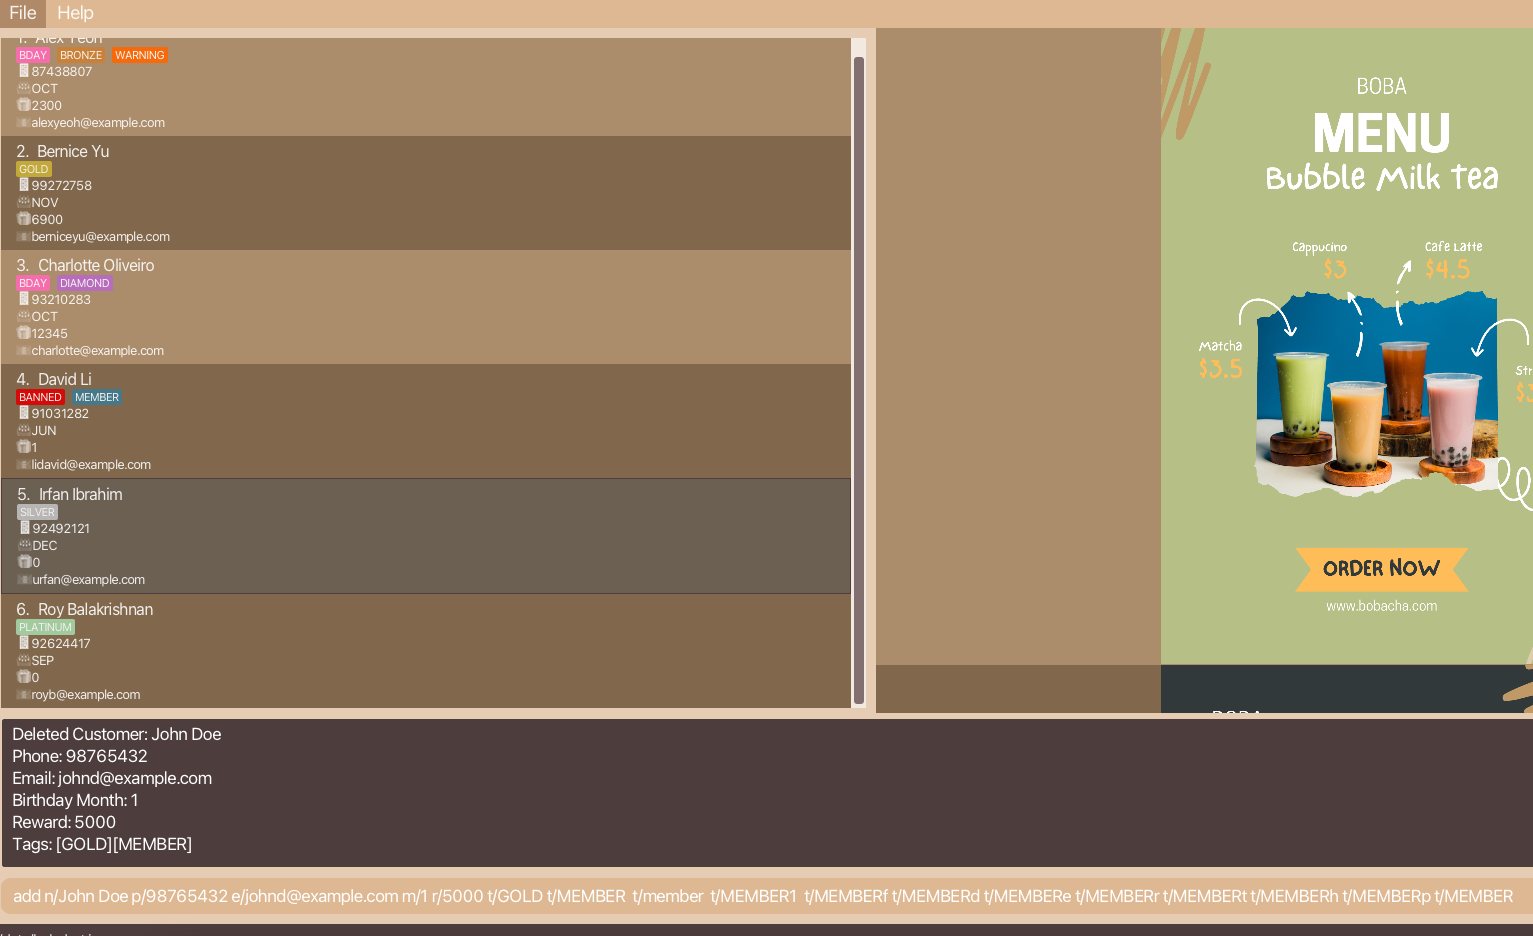 File Help
1. Alex Yeoh
BDAY BRONZE WARNING
87438807
OCT
2300
alexyeoh@example.com
2. Bernice Yu
GOLD
99272758
NOV
6900
berniceyu@example.com
3. Charlotte Oliveiro
BDAY DIAMOND
93210283
OCT
12345
charlotte@example.com
4. David Li
BANNED MEMBER
91031282
JUN
1
lidavid@example.com
5. Irfan Ibrahim
SILVER
92492121
DEC
0
urfan@example.com
6. Roy Balakrishnan
PLATINUM
92624417
SEP
0
royb@example.com
BOBA
MENU
Bubble Milk Tea
Cappucino
$3
Cafe Latte
$4.5
Matcha
$3.5
ORDER NOW
www.bobacha.com
BOBA
Deleted Customer: John Doe
Phone: 98765432
Email: johnd@example.com
Birthday Month: 1
Reward: 5000
Tags: [GOLD][MEMBER]
add n/John Doe p/98765432 e/johnd@example.com m/1 r/5000 t/GOLD t/MEMBER t/member t/MEMBER1 t/MEMBERf t/MEMBERd t/MEMBERe t/MEMBERr t/MEMBERt t/MEMBERh t/MEMBERp t/MEMBER